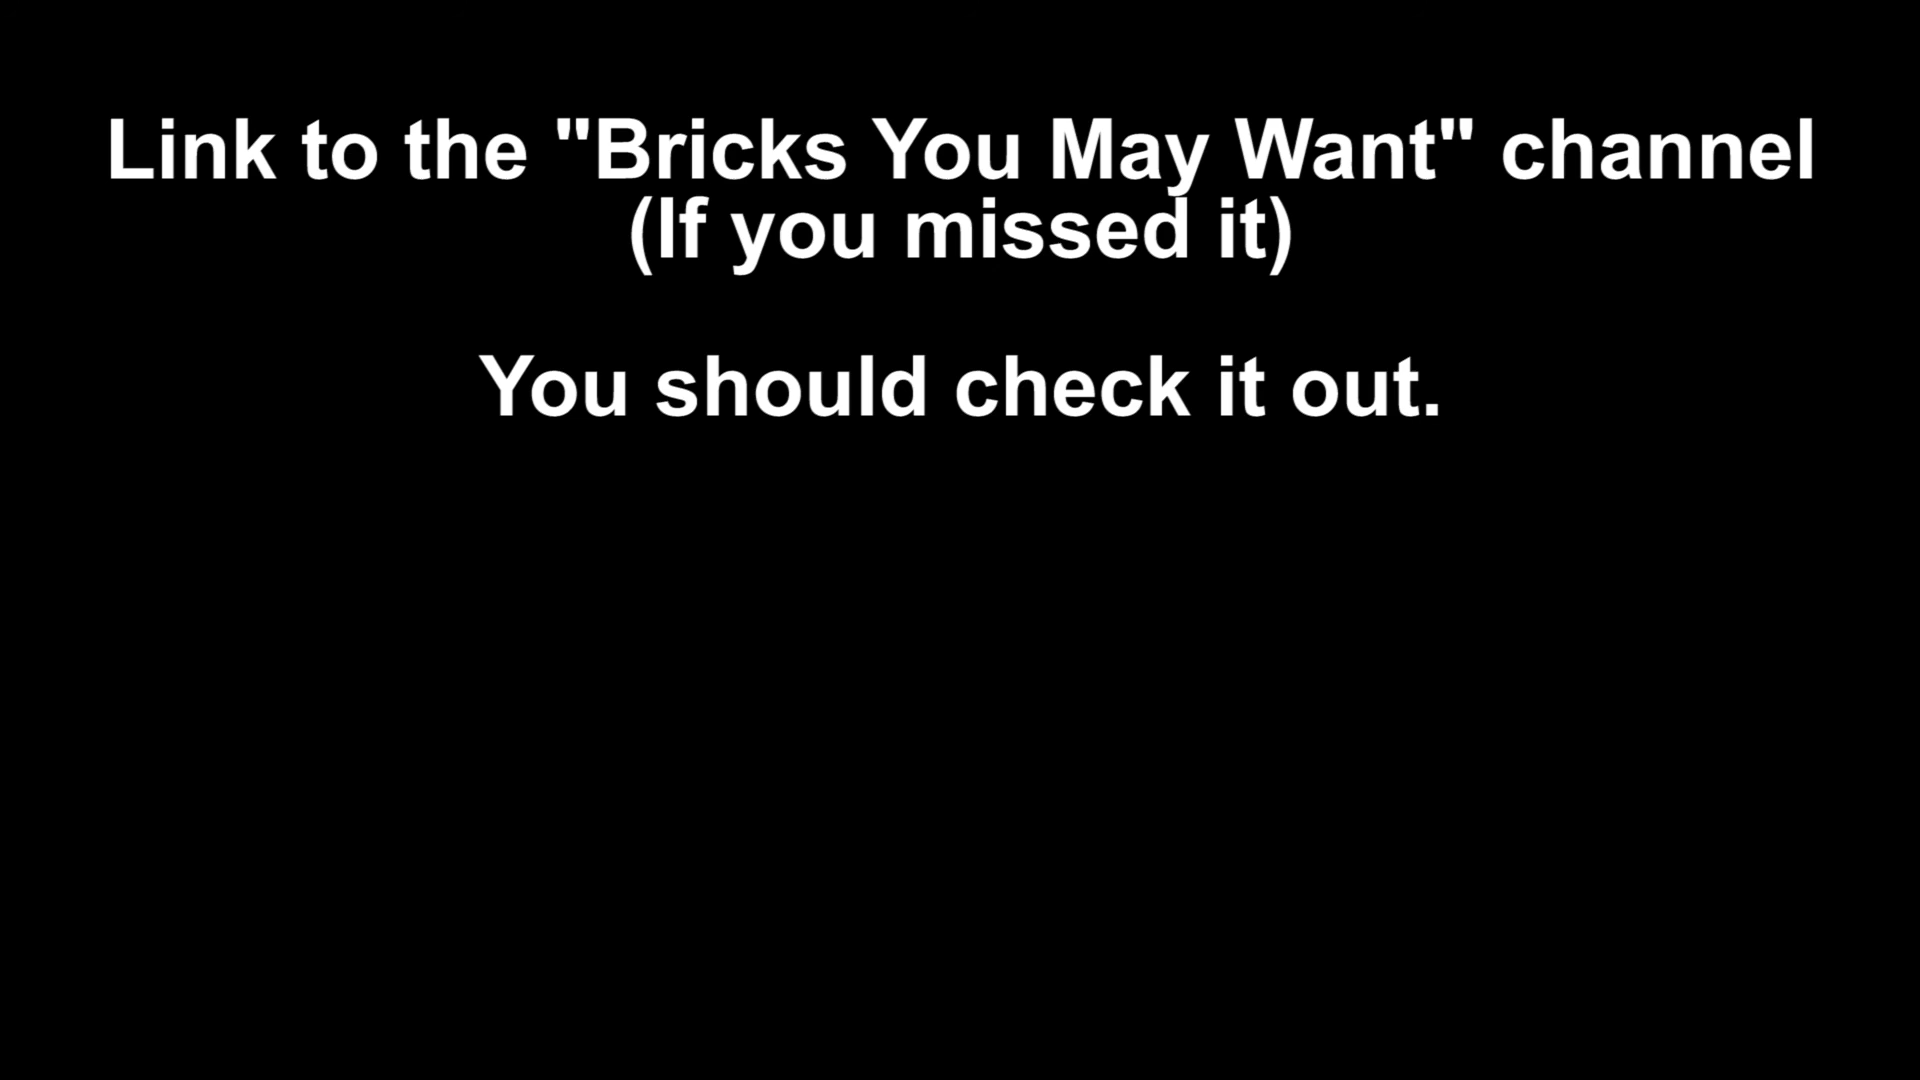 Link to the "Bricks You May Want" channel
(If you missed it)
You should check it out.